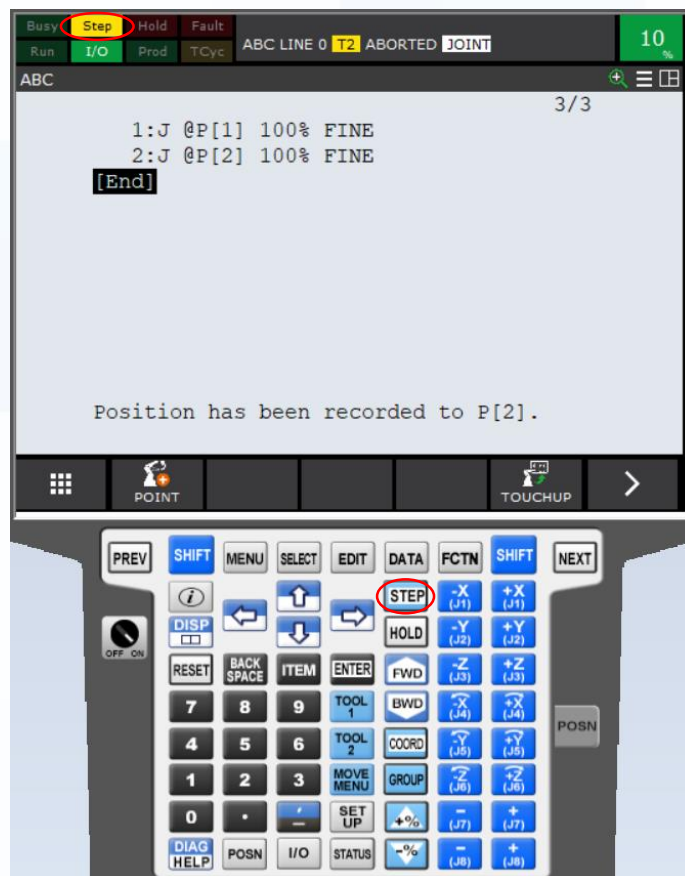 Busy Step Hold Fault
Run I/O Prod TCyc ABC LINE 0 T2 ABORTED JOINT 10 %
ABC
3/3
1:J @P[1] 100% FINE
2:J @P[2] 100% FINE
[End]
Position has been recorded to P[2].
POINT TOUCHUP
PREV SHIFT MENU SELECT EDIT DATA FCTN SHIFT NEXT
i STEP -X (J1) +X (J1)
OFF ON DISP HOLD -Y (J2) +Y (J2)
RESET BACK SPACE ITEM ENTER FWD -Z (J3) +Z (J3)
7 8 9 TOOL 1 BWD -X (J4) +X (J4)
4 5 6 TOOL 2 COORD -Y (J5) +Y (J5) POSN
1 2 3 MOVE MENU GROUP -Z (J6) +Z (J6)
0 . - , SET UP +% - (J7) + (J7)
DIAG HELP POSN I/O STATUS -% - (J8) + (J8)